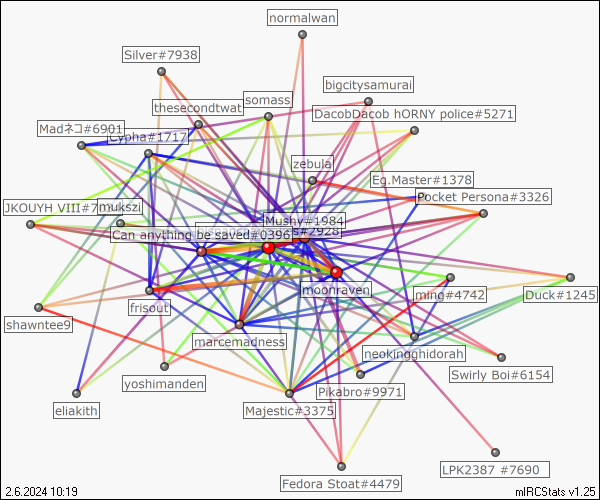 normalwan
Silver#7938
bigcitysamurai
somass
thesecondtwat
DacobDacob hORNY police#5271
Madネコ#6901
Cypha#1717
zebula
Eg.Master#1378
Pocket Persona#3326
JKOUYH VIII#7
mukszi
Mushy#1984
Can anything be saved#0396
s#2928
moonraven
ming#4742
Duck#1245
frisout
shawntee9
marcemadness
neokingghidorah
Swirly Boi#6154
yoshimanden
Pikabro#9971
eliakith
Majestic#3375
LPK2387 #7690
Fedora Stoat#4479
2.6.2024 10:19
mIRCStats v1.25